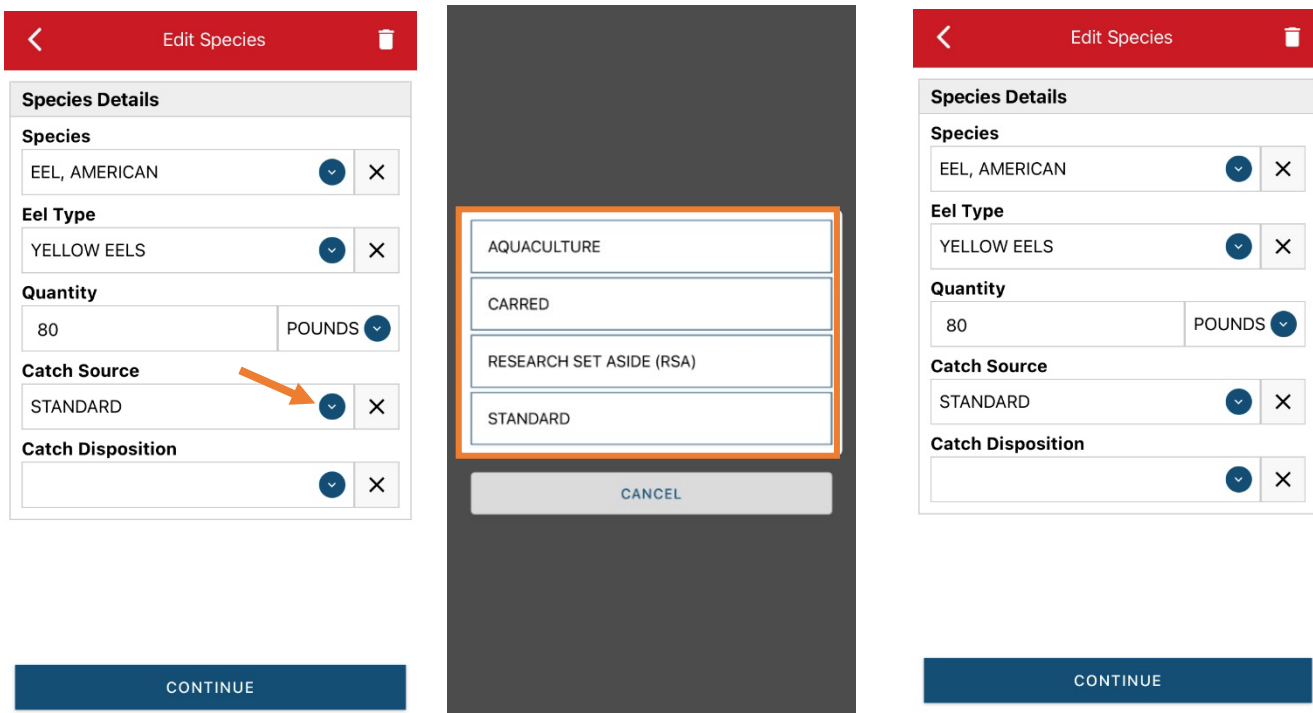 Edit Species
Species Details
Species
EEL, AMERICAN
Eel Type
YELLOW EELS
Quantity
80 POUNDS
Catch Source
STANDARD
Catch Disposition
CONTINUE
AQUACULTURE
CARRED
RESEARCH SET ASIDE (RSA)
STANDARD
CANCEL
Edit Species
Species Details
Species
EEL, AMERICAN
Eel Type
YELLOW EELS
Quantity
80 POUNDS
Catch Source
STANDARD
Catch Disposition
CONTINUE